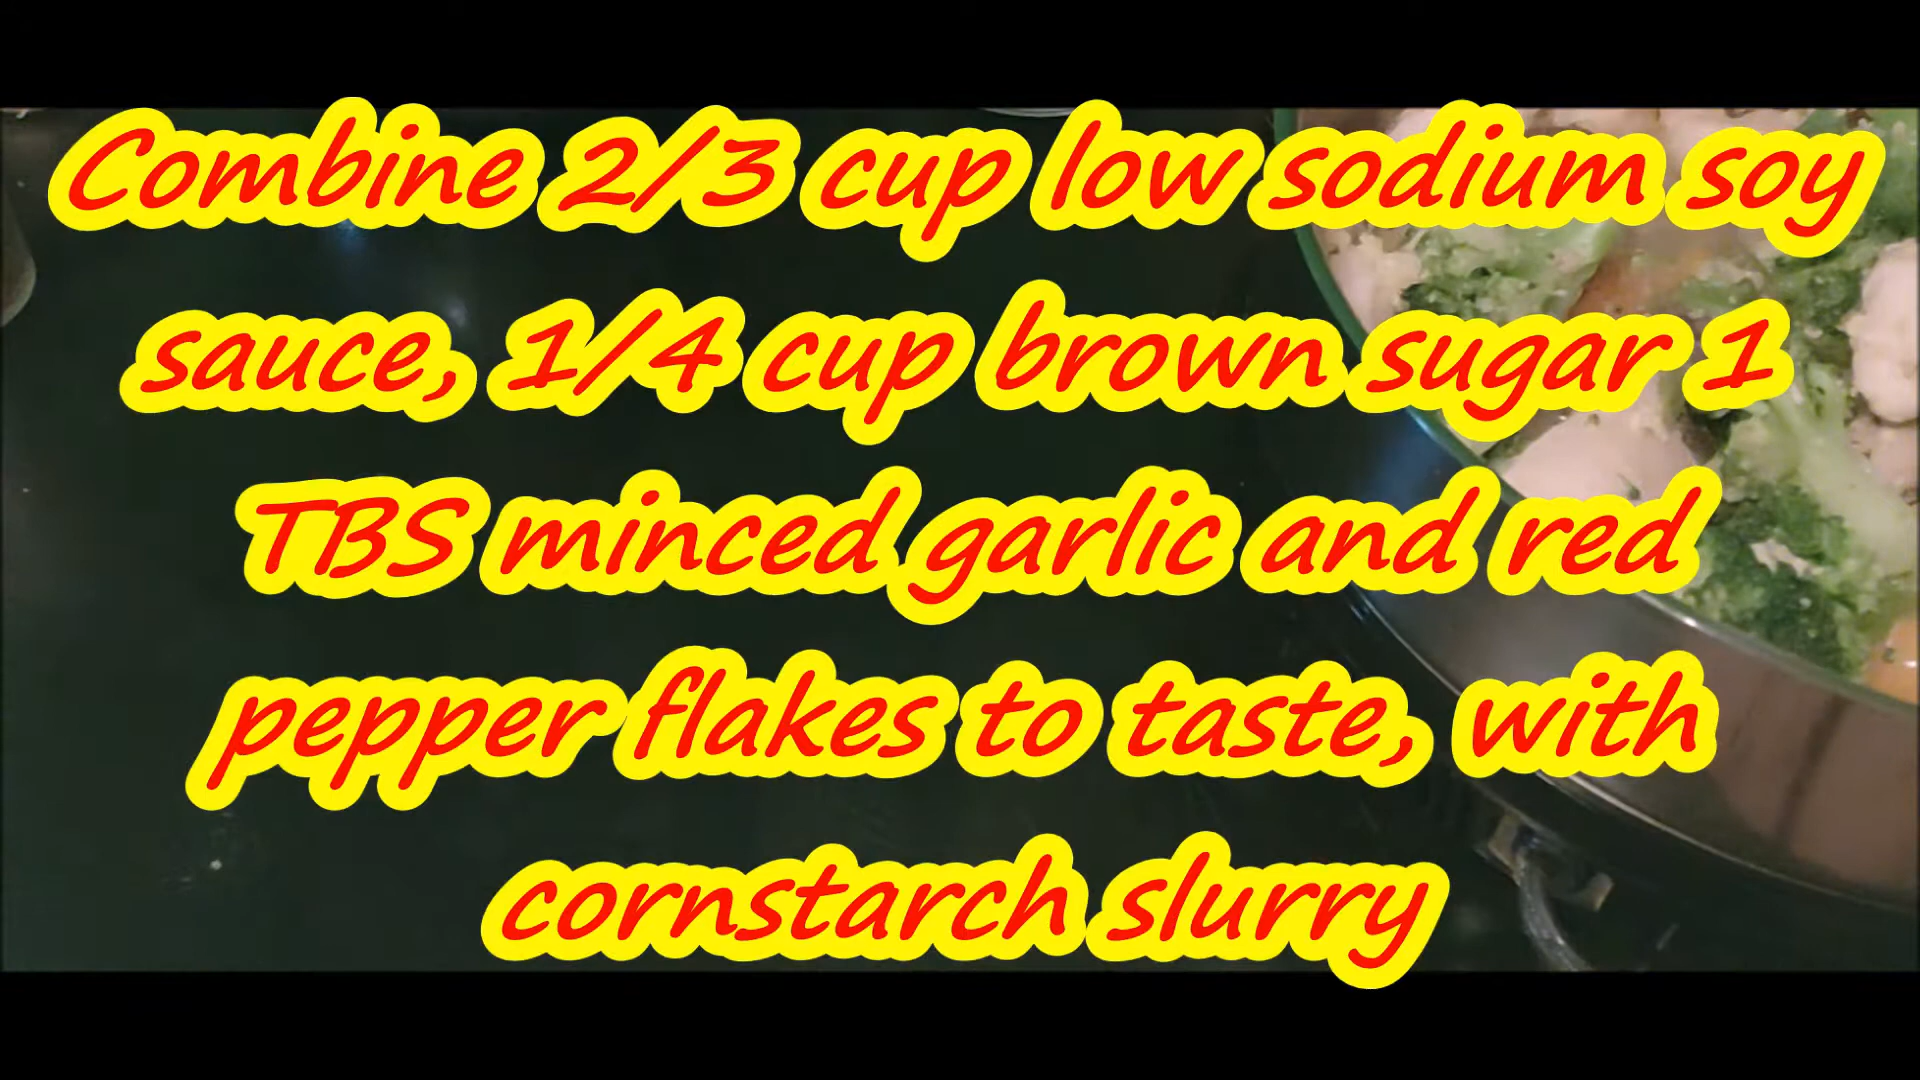 Combine 2/3 cup low sodium soy
sauce, 1/4 cup brown sugar 1
TBS minced garlic and red
pepper flakes to taste, with
cornstarch slurry